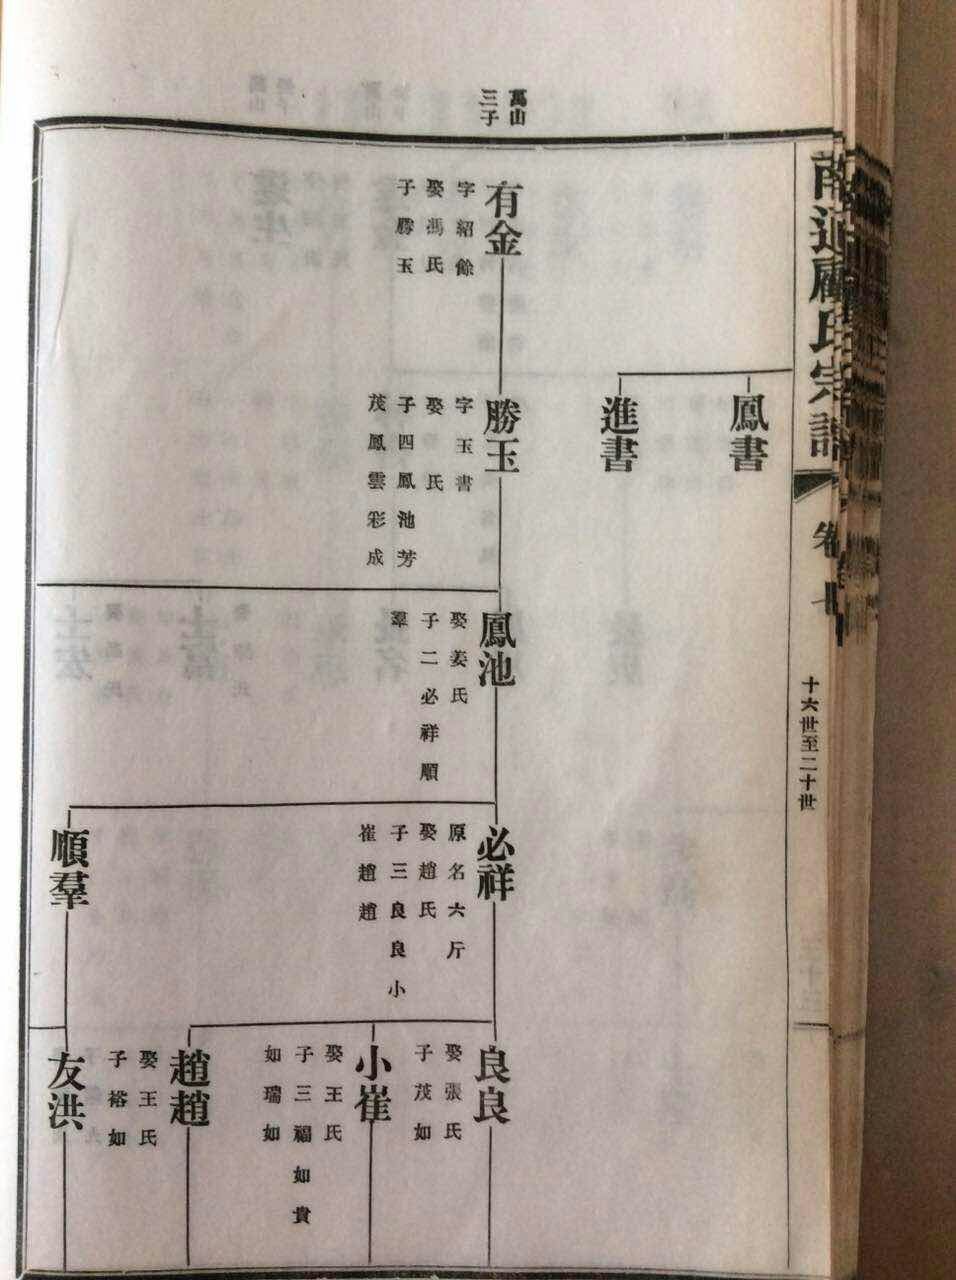 南通顧氏宗譜
卷七
十六世至二十世
鳳書
進書
萬山
三子
有金
字紹餘
娶馮氏
子勝玉
勝玉
字玉書
娶 氏
子四鳳池芳
茂鳳雲彩成
鳳池
娶姜氏
子二必祥順
羣
必祥
原名六斤
娶趙氏
子三良良小
崔趙趙
順羣
良良
娶張氏
子茂如
小崔
娶王氏
子三福如貴
如瑞如
趙趙
娶王氏
子裕如
友洪